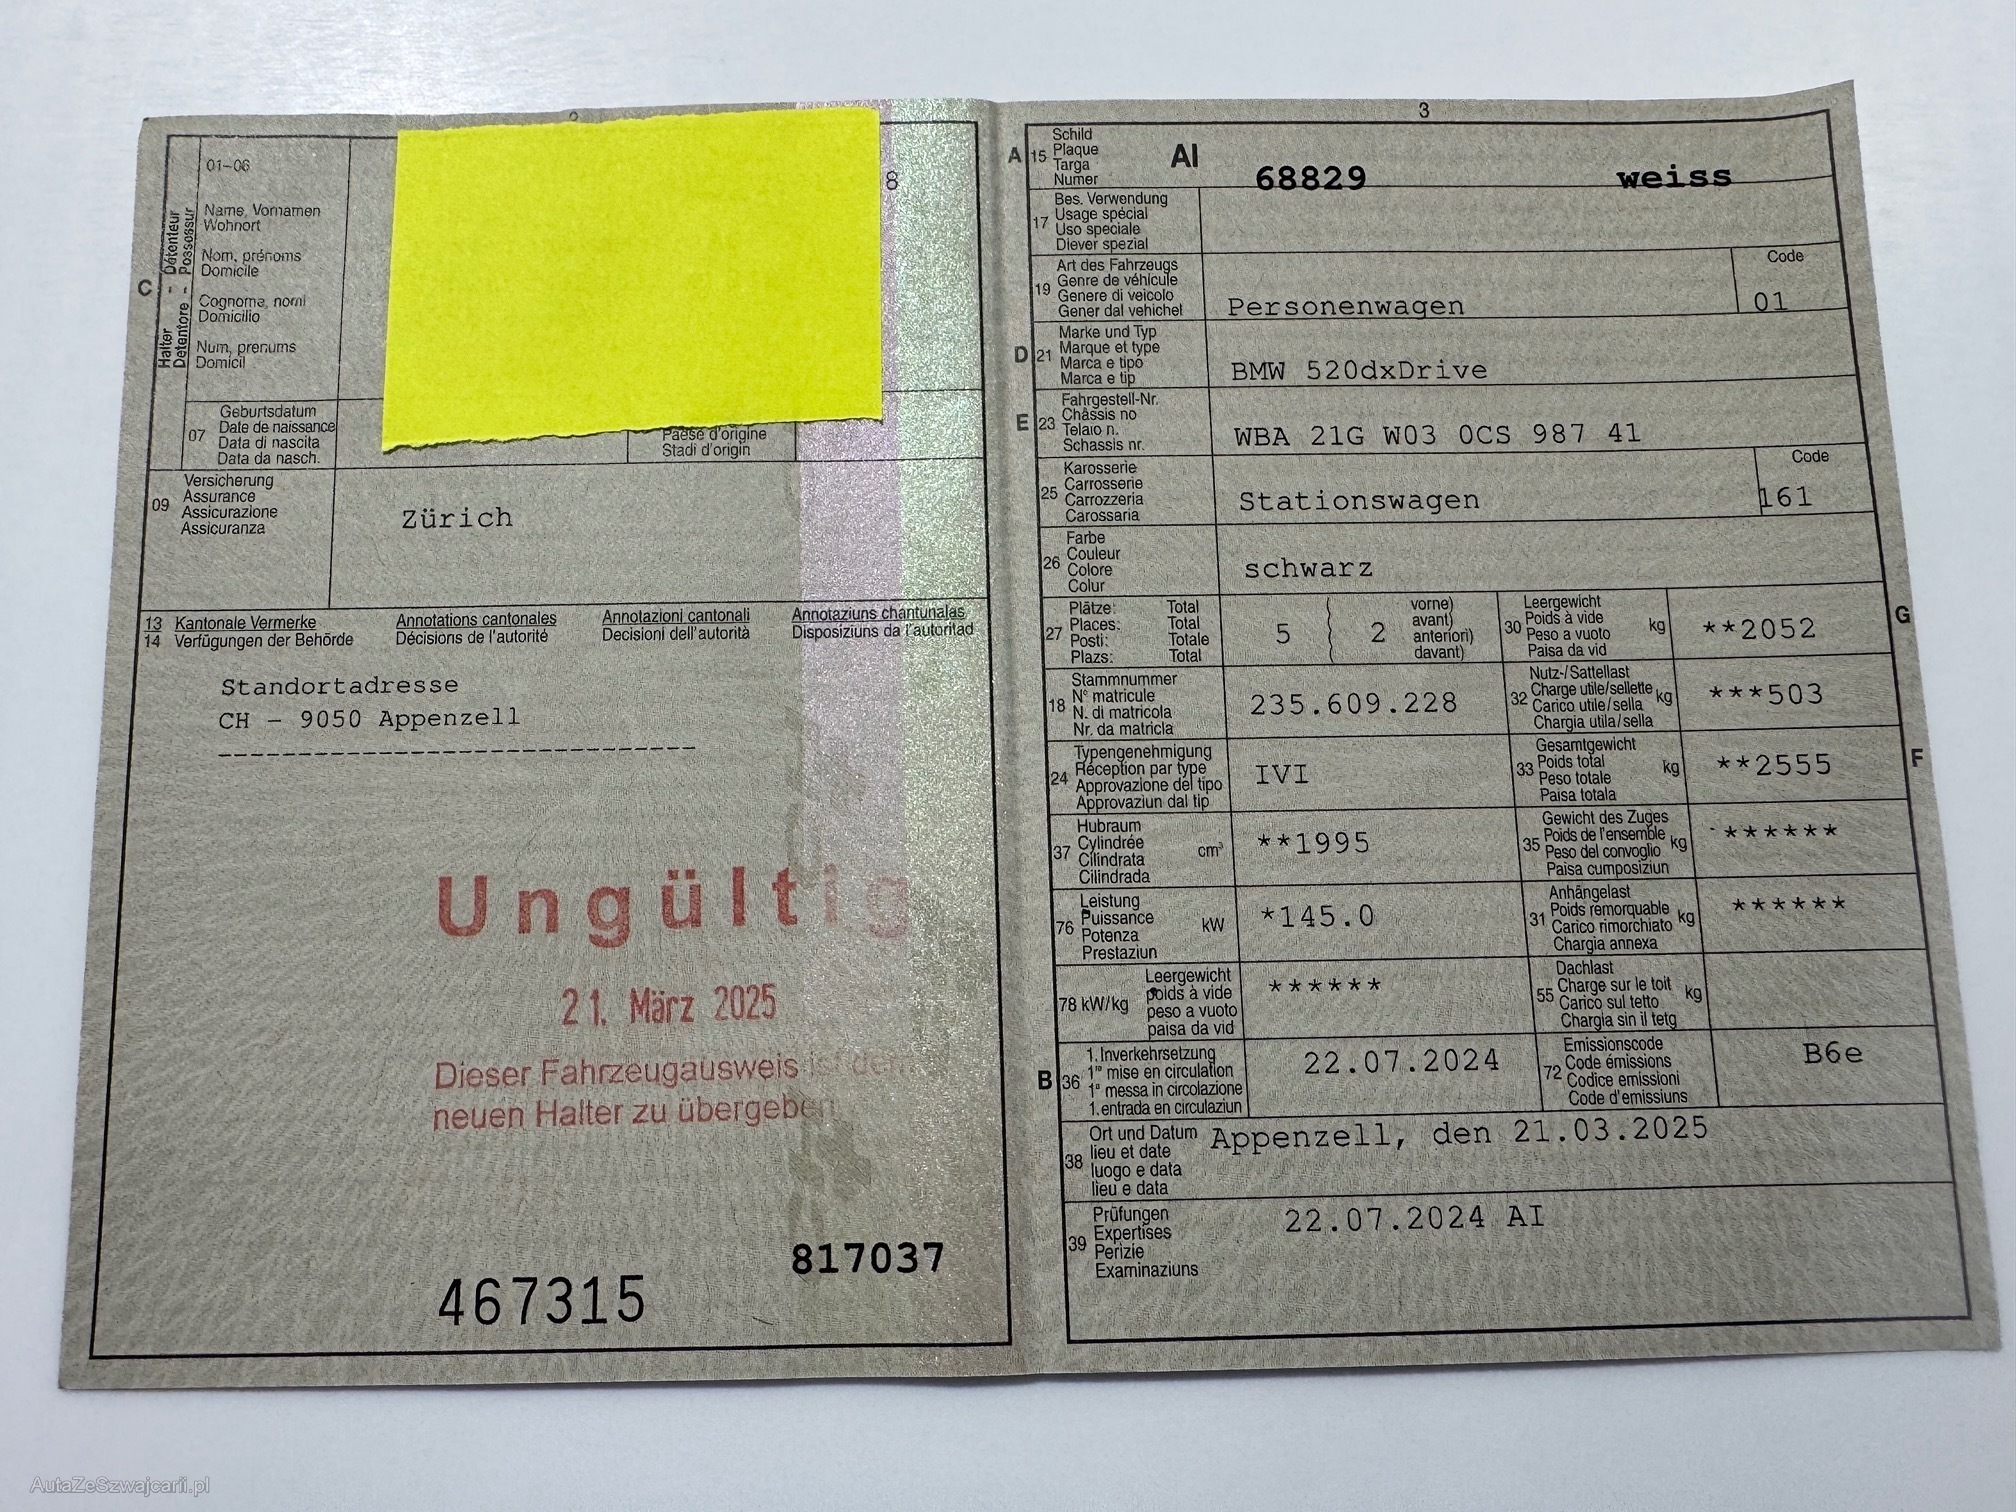 2
01-06
8
Name, Vornamen
Wohnort
Nom, prénoms
Domicile
Cognome, nomi
Domicilio
Num, prenums
Domicil
C
Halter - Détenteur
Detentore - Possessur
07
Geburtsdatum
Date de naissance
Data di nascita
Data da nasch.
Paese d'origine
Stadi d'origin
09
Versicherung
Assurance
Assicurazione
Assicuranza
Zürich
13 Kantonale Vermerke Annotations cantonales Annotazioni cantonali Annotaziuns chantunalas
14 Verfügungen der Behörde Décisions de l'autorité Decisioni dell'autorità Disposiziuns da l'autoritad
Standortadresse
CH - 9050 Appenzell
------------------------------
Ungültig
21. März 2025
Dieser Fahrzeugausweis ist dem
neuen Halter zu übergeben
817037
467315
3
A 15
Schild
Plaque
Targa
Numer
AI 68829 weiss
17
Bes. Verwendung
Usage spécial
Uso speciale
Diever spezial
19
Art des Fahrzeugs
Genre de véhicule
Genere di veicolo
Gener dal vehichel
Personenwagen
Code
01
D 21
Marke und Typ
Marque et type
Marca e tipo
Marca e tip
BMW 520dxDrive
E 23
Fahrgestell-Nr.
Châssis no
Telaio n.
Schassis nr.
WBA 21G W03 0CS 987 41
25
Karosserie
Carrosserie
Carrozzeria
Carossaria
Stationswagen
Code
161
26
Farbe
Couleur
Colore
Colur
schwarz
27
Plätze: Total
Places: Total
Posti: Totale
Plazs: Total
5 2
vorne)
avant)
anteriori)
davant)
30
Leergewicht
Poids à vide
Peso a vuoto
Paisa da vid
kg
**2052
G
18
Stammnummer
N° matricule
N. di matricola
Nr. da matricla
235.609.228
32
Nutz-/Sattellast
Charge utile/sellette
Carico utile/sella
Chargia utila/sella
kg
***503
24
Typengenehmigung
Réception par type
Approvazione del tipo
Approvaziun dal tip
IVI
33
Gesamtgewicht
Poids total
Peso totale
Paisa totala
kg
**2555
F
37
Hubraum
Cylindrée
Cilindrata
Cilindrada
cm³
**1995
35
Gewicht des Zuges
Poids de l'ensemble
Peso del convoglio
Paisa cumposiziun
kg
******
76
Leistung
Puissance
Potenza
Prestaziun
kW
*145.0
31
Anhängelast
Poids remorquable
Carico rimorchiato
Chargia annexa
kg
******
78 kW/kg
Leergewicht
poids à vide
peso a vuoto
paisa da vid
******
55
Dachlast
Charge sur le toit
Carico sul tetto
Chargia sin il tetg
kg
B 36
1. Inverkehrsetzung
1re mise en circulation
1a messa in circolazione
1. entrada en circulaziun
22.07.2024
72
Emissionscode
Code émissions
Codice emissioni
Code d'emissiuns
B6e
38
Ort und Datum
lieu et date
luogo e data
lieu e data
Appenzell, den 21.03.2025
39
Prüfungen
Expertises
Perizie
Examinaziuns
22.07.2024 AI
AutaZeSzwajcarii.pl